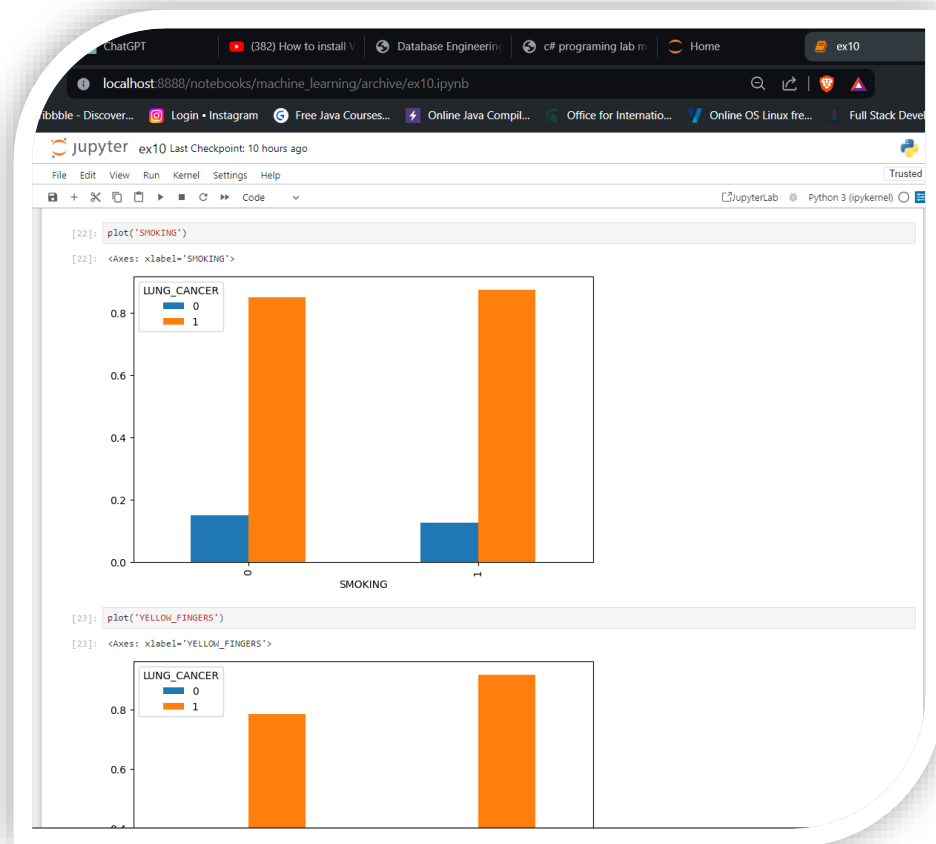 ChatGPT
(382) How to install V
Database Engineering
c# programing lab m
Home
ex10
localhost:8888/notebooks/machine_learning/archive/ex10.ipynb
ibbble - Discover...
Login • Instagram
Free Java Courses...
Online Java Compil...
Office for Internatio...
Online OS Linux fre...
Full Stack Devel
jupyter ex10 Last Checkpoint: 10 hours ago
File Edit View Run Kernel Settings Help
Trusted
Code
JupyterLab
Python 3 (ipykernel)
[22]: plot('SMOKING')
[22]: <Axes: xlabel='SMOKING'>
LUNG_CANCER
0
1
0.8
0.6
0.4
0.2
0.0
0
1
SMOKING
[23]: plot('YELLOW_FINGERS')
[23]: <Axes: xlabel='YELLOW_FINGERS'>
LUNG_CANCER
0
1
0.8
0.6
0.4